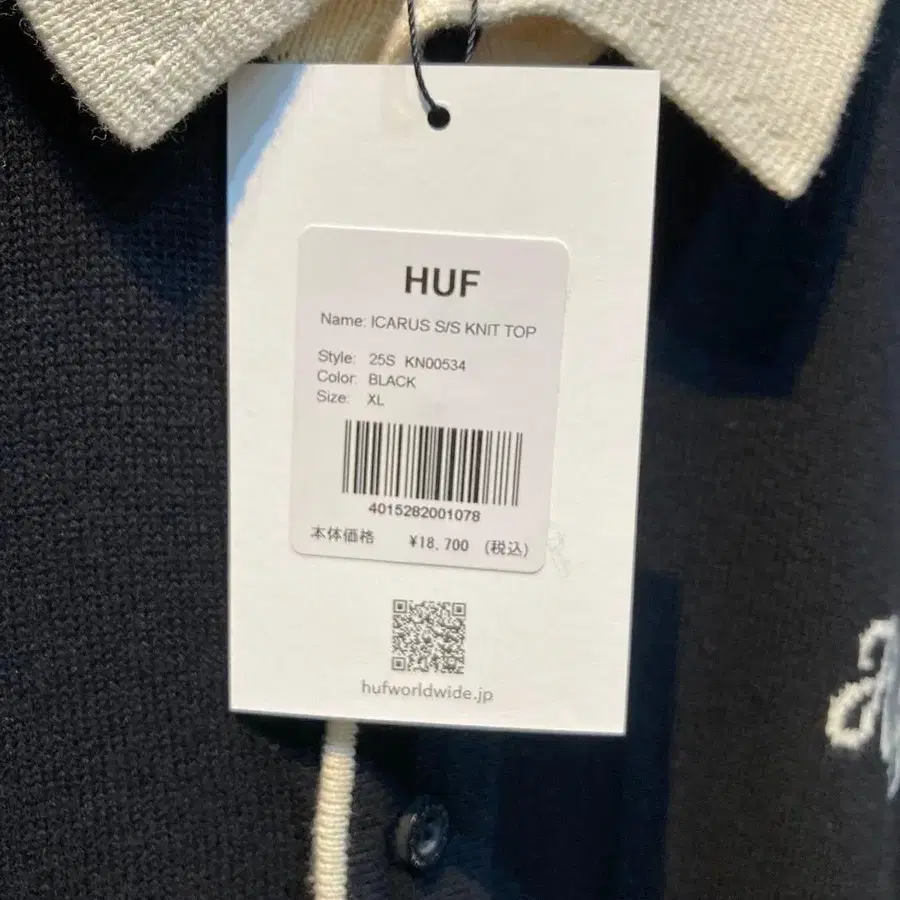 HUF
Name: ICARUS S/S KNIT TOP
Style: 25S KN00534
Color: BLACK
Size: XL
4015282001078
本体価格 ¥18,700 (税込)
hufworldwide.jp